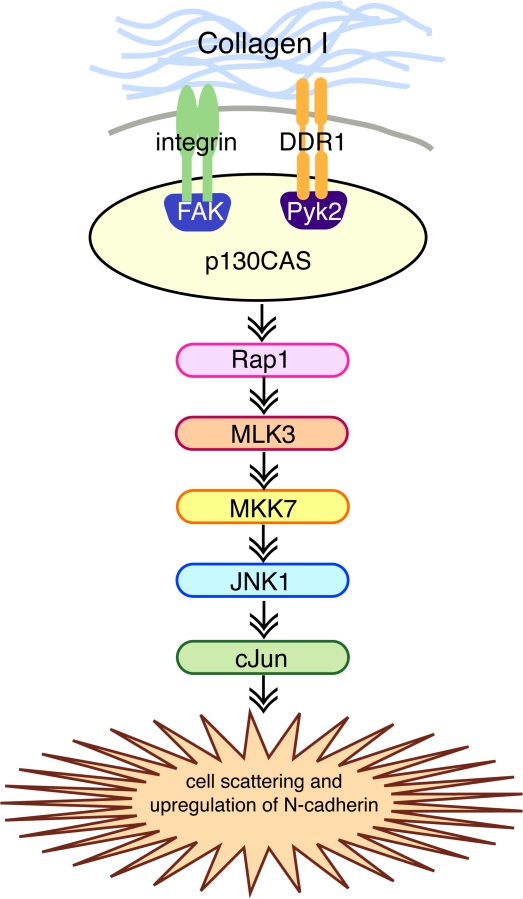 Collagen I
integrin
DDR1
FAK
Pyk2
p130CAS
Rap1
MLK3
MKK7
JNK1
cJun
cell scattering and
upregulation of N-cadherin